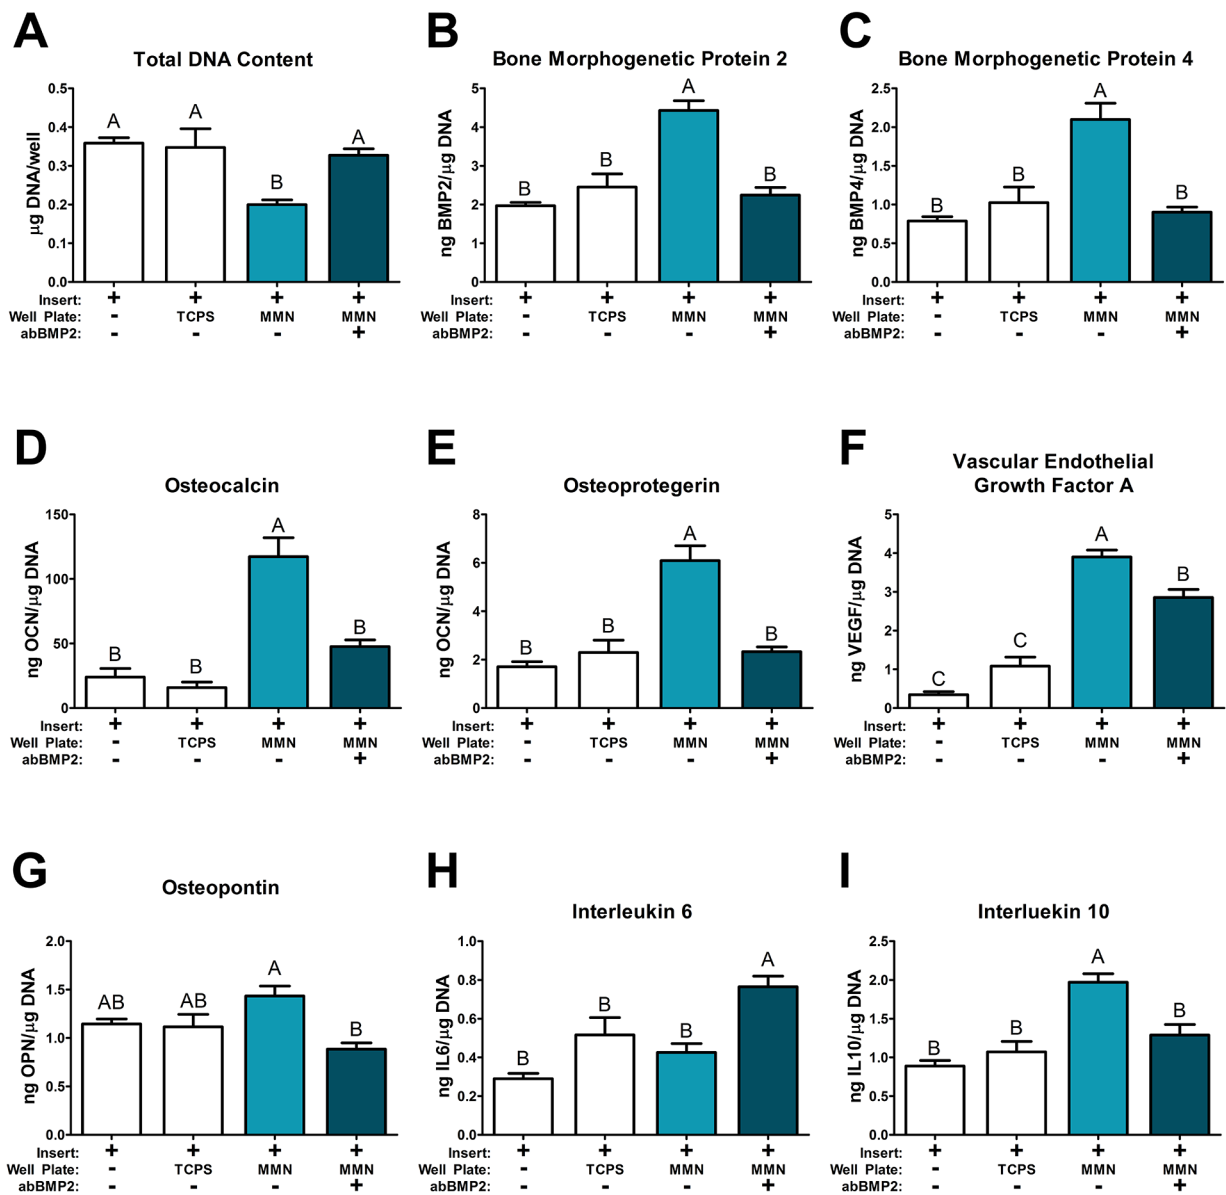 A
Total DNA Content
µg DNA/well
0.5
0.4
0.3
0.2
0.1
0.0
A
A
B
A
Insert: + + + +
Well Plate: - TCPS MMN MMN
abBMP2: - - - +
B
Bone Morphogenetic Protein 2
ng BMP2/µg DNA
5
4
3
2
1
0
B
B
A
B
Insert: + + + +
Well Plate: - TCPS MMN MMN
abBMP2: - - - +
C
Bone Morphogenetic Protein 4
ng BMP4/µg DNA
2.5
2.0
1.5
1.0
0.5
0.0
B
B
A
B
Insert: + + + +
Well Plate: - TCPS MMN MMN
abBMP2: - - - +
D
Osteocalcin
ng OCN/µg DNA
150
100
50
0
B
B
A
B
Insert: + + + +
Well Plate: - TCPS MMN MMN
abBMP2: - - - +
E
Osteoprotegerin
ng OCN/µg DNA
8
6
4
2
0
B
B
A
B
Insert: + + + +
Well Plate: - TCPS MMN MMN
abBMP2: - - - +
F
Vascular Endothelial
Growth Factor A
ng VEGF/µg DNA
5
4
3
2
1
0
C
C
A
B
Insert: + + + +
Well Plate: - TCPS MMN MMN
abBMP2: - - - +
G
Osteopontin
ng OPN/µg DNA
2.0
1.5
1.0
0.5
0.0
AB
AB
A
B
Insert: + + + +
Well Plate: - TCPS MMN MMN
abBMP2: - - - +
H
Interleukin 6
ng IL6/µg DNA
1.0
0.8
0.6
0.4
0.2
0.0
B
B
B
A
Insert: + + + +
Well Plate: - TCPS MMN MMN
abBMP2: - - - +
I
Interluekin 10
ng IL10/µg DNA
2.5
2.0
1.5
1.0
0.5
0.0
B
B
A
B
Insert: + + + +
Well Plate: - TCPS MMN MMN
abBMP2: - - - +